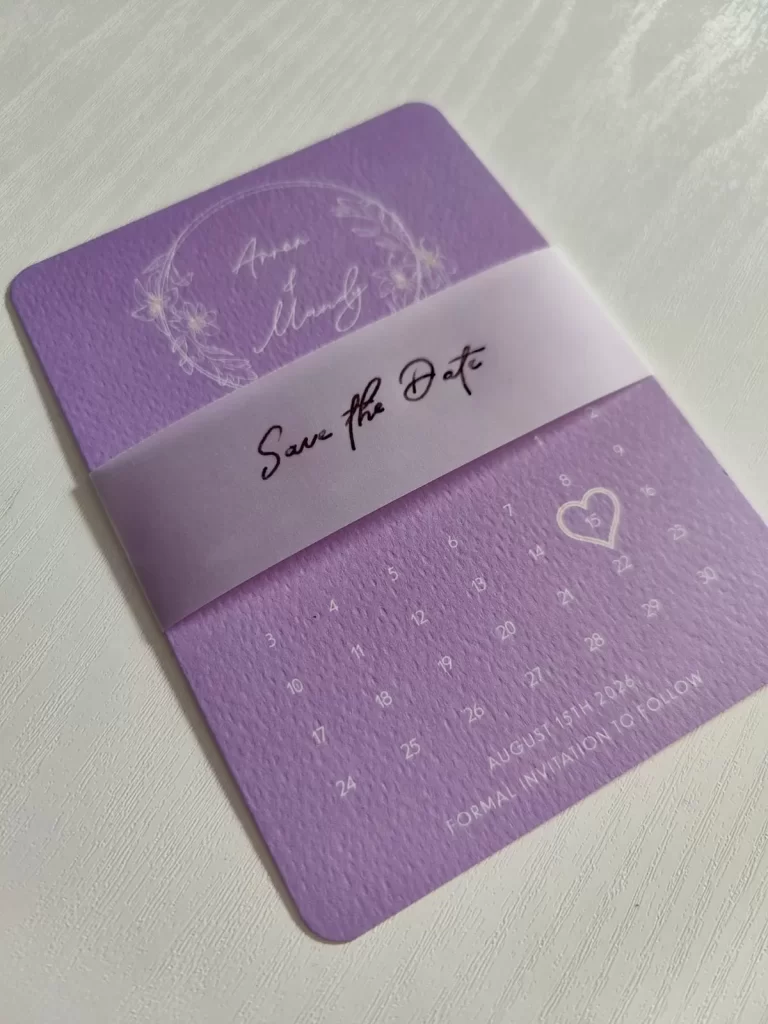 &
Mandy
Save the Date
1 2
3 4 5 6 7 8 9
10 11 12 13 14 15 16
17 18 19 20 21 22 23
24 25 26 27 28 29 30
AUGUST 15TH 2026
FORMAL INVITATION TO FOLLOW